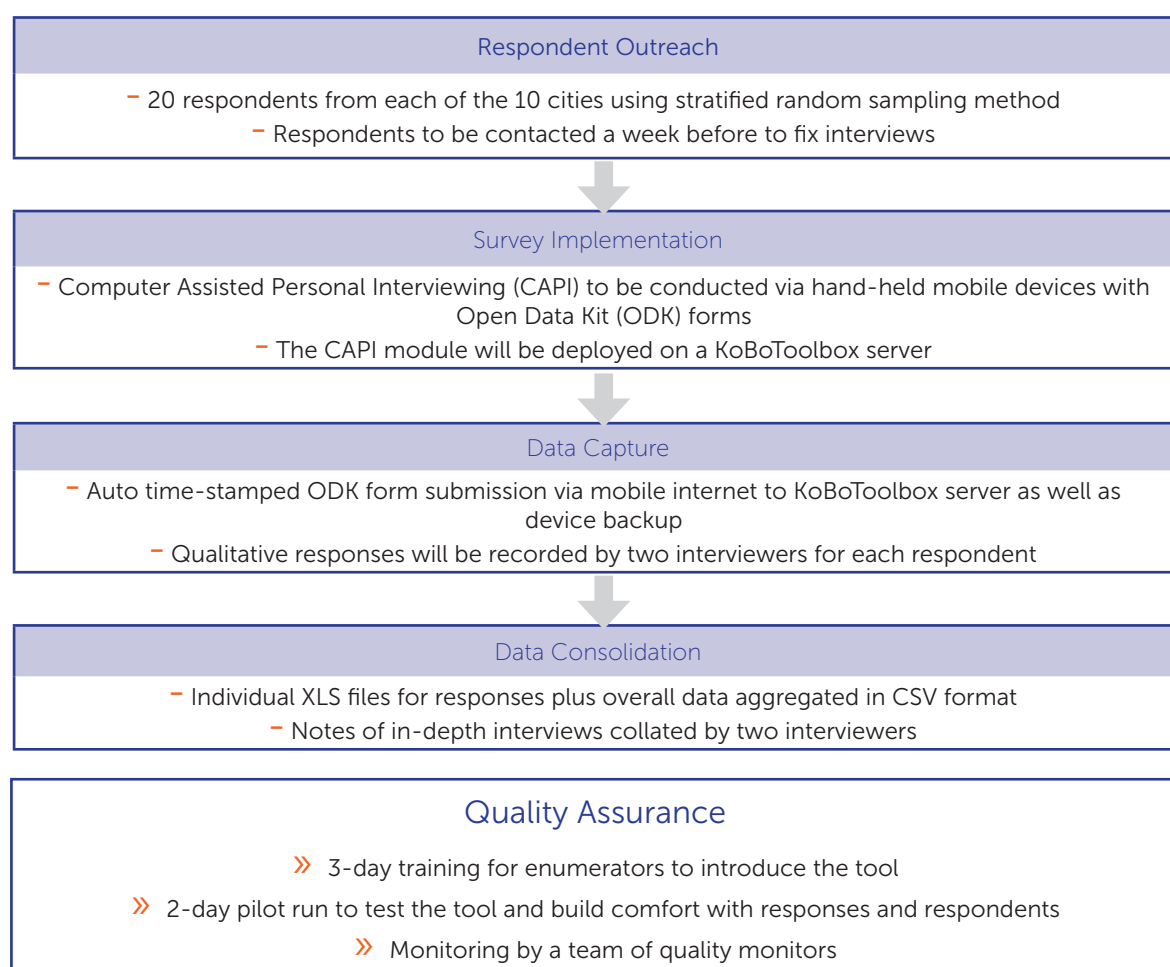 Respondent Outreach
- 20 respondents from each of the 10 cities using stratified random sampling method
- Respondents to be contacted a week before to fix interviews
Survey Implementation
- Computer Assisted Personal Interviewing (CAPI) to be conducted via hand-held mobile devices with
Open Data Kit (ODK) forms
- The CAPI module will be deployed on a KoBoToolbox server
Data Capture
- Auto time-stamped ODK form submission via mobile internet to KoBoToolbox server as well as
device backup
- Qualitative responses will be recorded by two interviewers for each respondent
Data Consolidation
- Individual XLS files for responses plus overall data aggregated in CSV format
- Notes of in-depth interviews collated by two interviewers
Quality Assurance
» 3-day training for enumerators to introduce the tool
» 2-day pilot run to test the tool and build comfort with responses and respondents
» Monitoring by a team of quality monitors